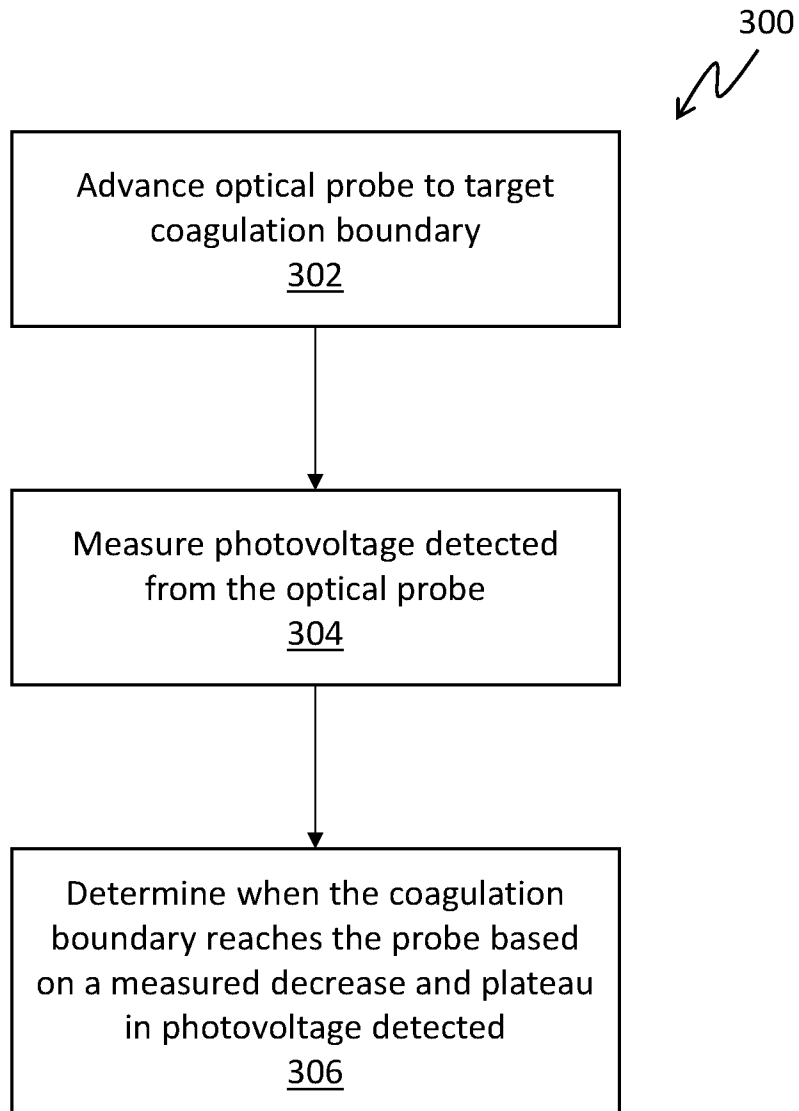 300
Advance optical probe to target
coagulation boundary
302
Measure photovoltage detected
from the optical probe
304
Determine when the coagulation
boundary reaches the probe based
on a measured decrease and plateau
in photovoltage detected
306